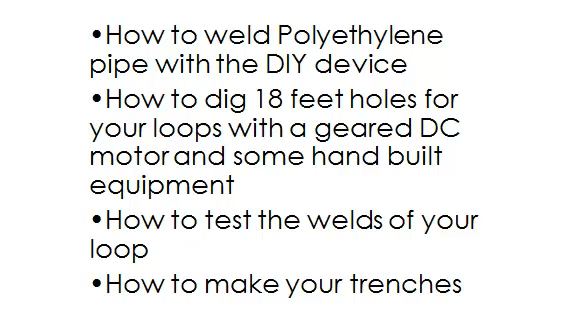 •How to weld Polyethylene
pipe with the DIY device
•How to dig 18 feet holes for
your loops with a geared DC
motor and some hand built
equipment
•How to test the welds of your
loop
•How to make your trenches